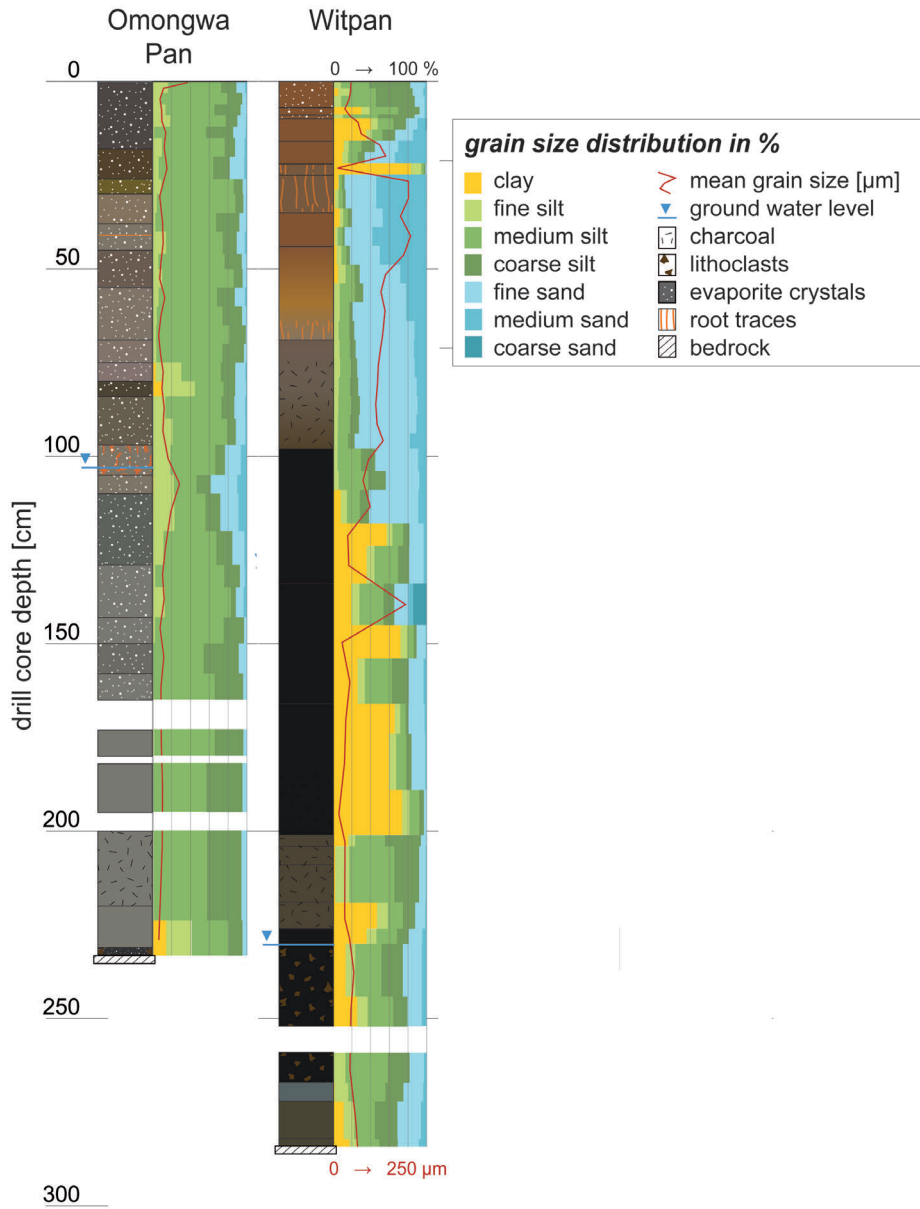 Omongwa
Pan
Witpan
0 → 100 %
0
50
100
150
200
250
300
drill core depth [cm]
grain size distribution in %
clay
fine silt
medium silt
coarse silt
fine sand
medium sand
coarse sand
mean grain size [µm]
ground water level
charcoal
lithoclasts
evaporite crystals
root traces
bedrock
0 → 250 µm